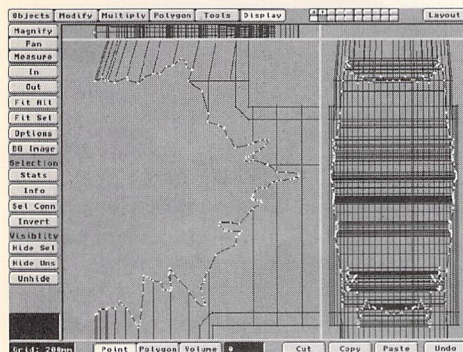 Objects Modify Multiply Polygon Tools Display Layout
Magnify
Pan
Measure
In
Out
Fit All
Fit Sel
Options
BG Image
Selection
Stats
Info
Sel Conn
Invert
Visiblity
Hide Sel
Hide Uns
Unhide
Grid: 200mm Point Polygon Volume 0 Cut Copy Paste Undo